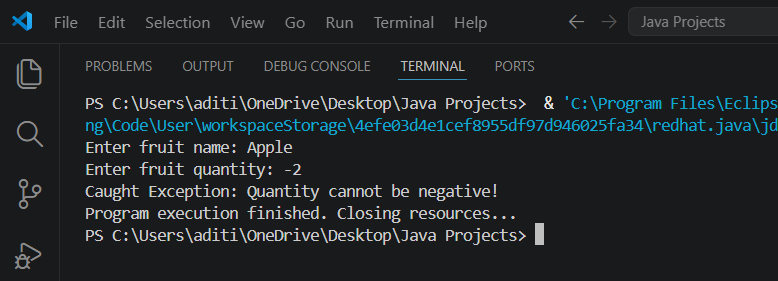 File Edit Selection View Go Run Terminal Help
Java Projects
PROBLEMS OUTPUT DEBUG CONSOLE TERMINAL PORTS
PS C:\Users\aditi\OneDrive\Desktop\Java Projects>  & 'C:\Program Files\Eclips
ng\Code\User\workspaceStorage\4efe03d4e1cef8955df97d946025fa34\redhat.java\jd
Enter fruit name: Apple
Enter fruit quantity: -2
Caught Exception: Quantity cannot be negative!
Program execution finished. Closing resources...
PS C:\Users\aditi\OneDrive\Desktop\Java Projects>